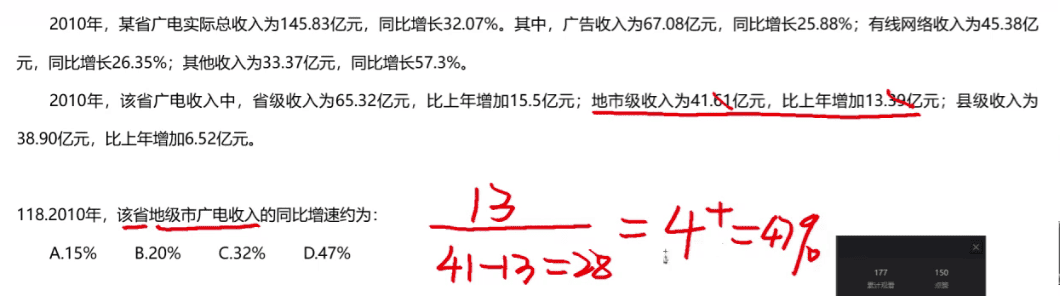 2010年，某省广电实际总收入为145.83亿元，同比增长32.07%。其中，广告收入为67.08亿元，同比增长25.88%；有线网络收入为45.38亿
元，同比增长26.35%；其他收入为33.37亿元，同比增长57.3%。
2010年，该省广电收入中，省级收入为65.32亿元，比上年增加15.5亿元；地市级收入为41.61亿元，比上年增加13.39亿元；县级收入为
38.90亿元，比上年增加6.52亿元。
118.2010年，该省地级市广电收入的同比增速约为：
A.15% B.20% C.32% D.47%
13
41-13=28
=4+=47%
177 150
累计观看 点赞